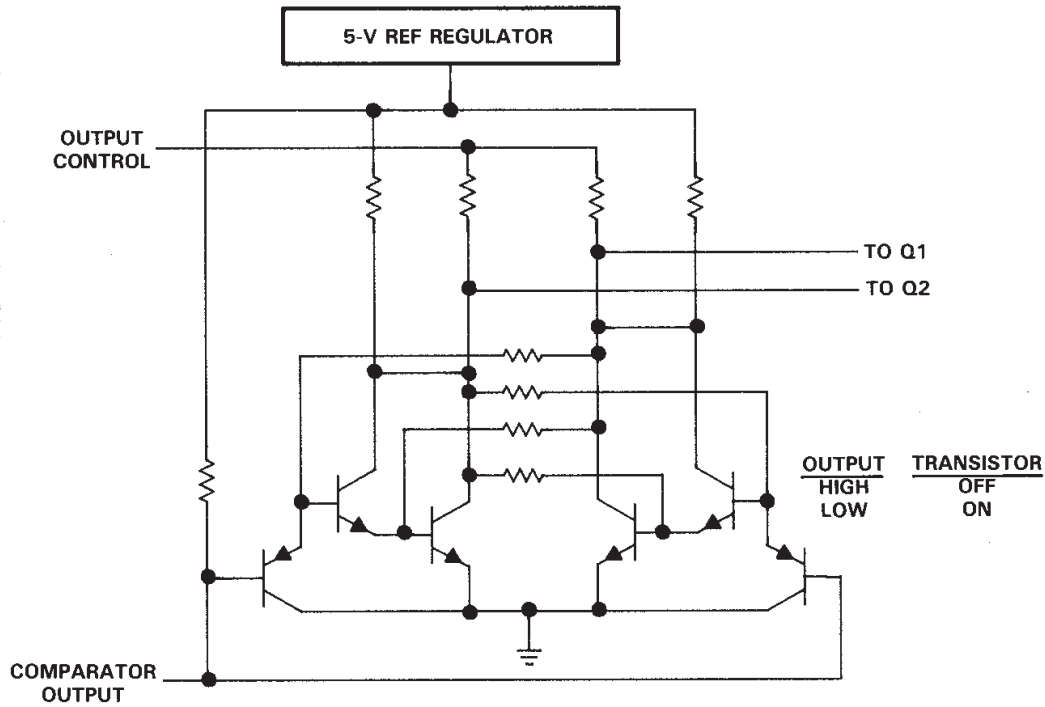 5-V REF REGULATOR
OUTPUT
CONTROL
TO Q1
TO Q2
OUTPUT TRANSISTOR
HIGH OFF
LOW ON
COMPARATOR
OUTPUT